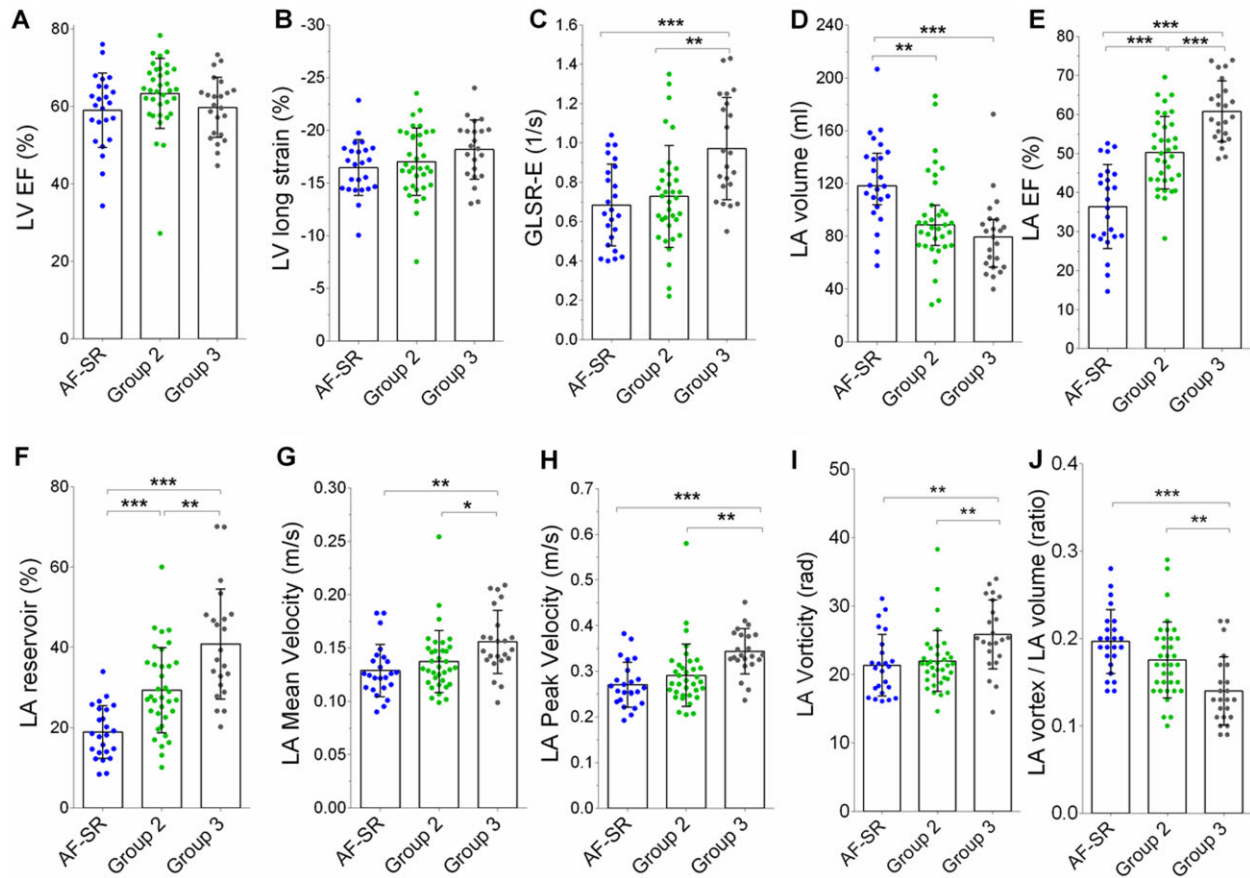 A
LV EF (%)
80
60
40
20
0
AF-SR
Group 2
Group 3
B
LV long strain (%)
-30
-25
-20
-15
-10
-5
0
AF-SR
Group 2
Group 3
C
GLSR-E (1/s)
1.6
1.4
1.2
1.0
0.8
0.6
0.4
0.2
0.0
***
**
AF-SR
Group 2
Group 3
D
LA volume (ml)
240
200
160
120
80
40
0
***
**
AF-SR
Group 2
Group 3
E
LA EF (%)
80
70
60
50
40
30
20
10
0
***
*** ***
AF-SR
Group 2
Group 3
F
LA reservoir (%)
80
60
40
20
0
***
*** **
AF-SR
Group 2
Group 3
G
LA Mean Velocity (m/s)
0.30
0.25
0.20
0.15
0.10
0.05
0.00
**
*
AF-SR
Group 2
Group 3
H
LA Peak Velocity (m/s)
0.7
0.6
0.5
0.4
0.3
0.2
0.1
0.0
***
**
AF-SR
Group 2
Group 3
I
LA Vorticity (rad)
50
40
30
20
10
0
**
**
AF-SR
Group 2
Group 3
J
LA vortex / LA volume (ratio)
0.4
0.3
0.2
0.1
0.0
***
**
AF-SR
Group 2
Group 3